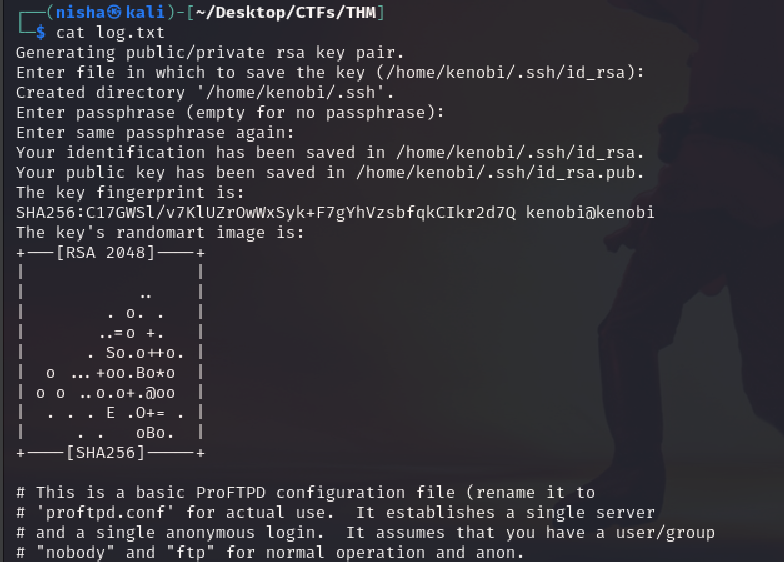 ┌──(nisha㉿kali)-[~/Desktop/CTFs/THM]
└─$ cat log.txt
Generating public/private rsa key pair.
Enter file in which to save the key (/home/kenobi/.ssh/id_rsa):
Created directory '/home/kenobi/.ssh'.
Enter passphrase (empty for no passphrase):
Enter same passphrase again:
Your identification has been saved in /home/kenobi/.ssh/id_rsa.
Your public key has been saved in /home/kenobi/.ssh/id_rsa.pub.
The key fingerprint is:
SHA256:C17GWSl/v7KlUZrOwWxSyk+F7gYhVzsbfqkCIkr2d7Q kenobi@kenobi
The key's randomart image is:
+---[RSA 2048]----+
|                 |
|           ..    |
|        . o. .   |
|       ..=o +.   |
|      . So.o++o. |
|  o ...+oo.Bo*o  |
| o o ..o.o+.@oo  |
|  . . . E .O+= . |
|     . .   oBo.  |
+----[SHA256]-----+
# This is a basic ProFTPD configuration file (rename it to
# 'proftpd.conf' for actual use.  It establishes a single server
# and a single anonymous login.  It assumes that you have a user/group
# "nobody" and "ftp" for normal operation and anon.